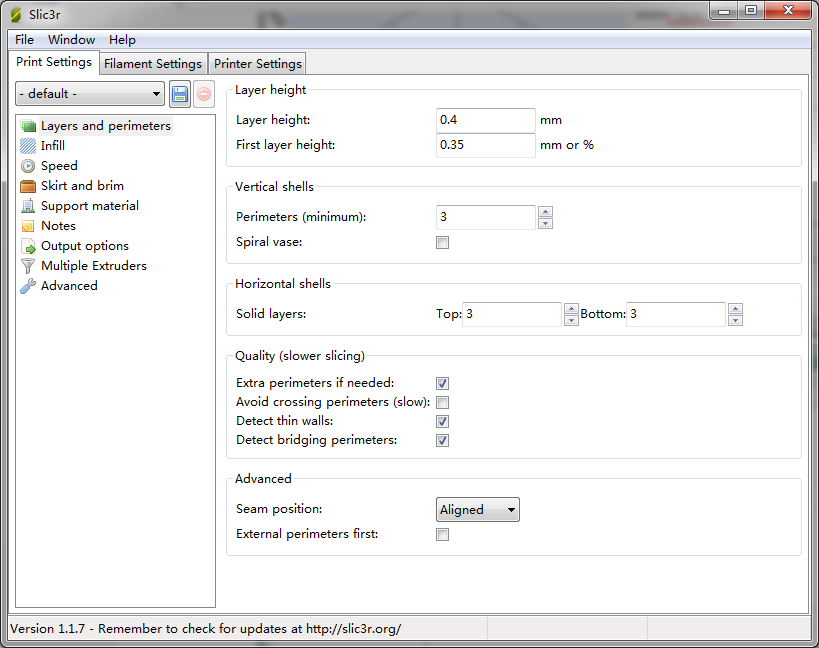 Slic3r
File Window Help
Print Settings Filament Settings Printer Settings
- default -
Layers and perimeters
Infill
Speed
Skirt and brim
Support material
Notes
Output options
Multiple Extruders
Advanced
Layer height
Layer height: 0.4 mm
First layer height: 0.35 mm or %
Vertical shells
Perimeters (minimum): 3
Spiral vase:
Horizontal shells
Solid layers: Top: 3 Bottom: 3
Quality (slower slicing)
Extra perimeters if needed:
Avoid crossing perimeters (slow):
Detect thin walls:
Detect bridging perimeters:
Advanced
Seam position: Aligned
External perimeters first:
Version 1.1.7 - Remember to check for updates at http://slic3r.org/